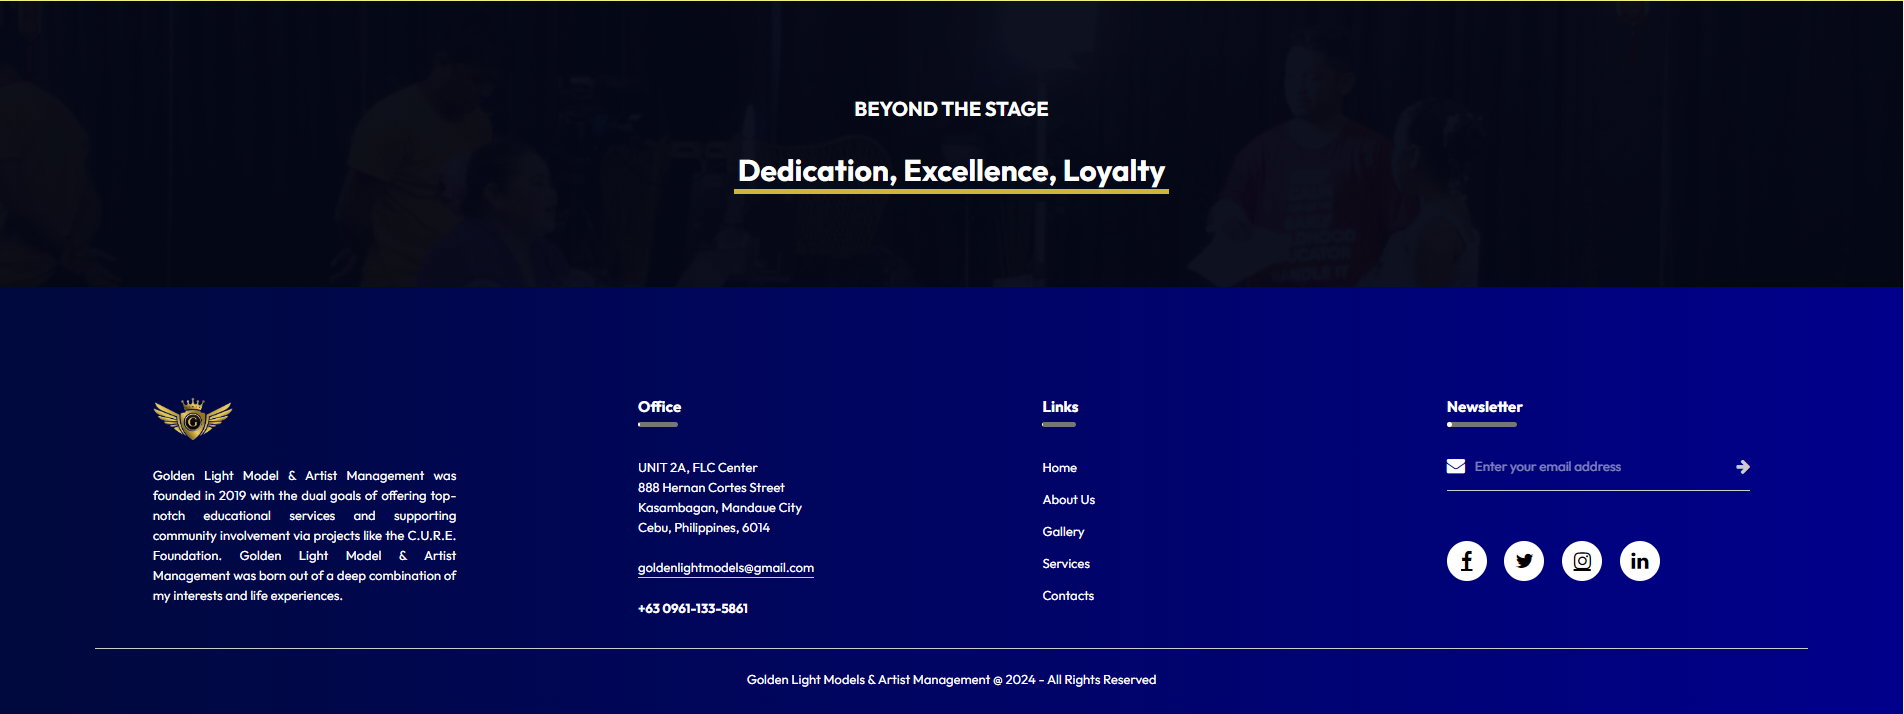 BEYOND THE STAGE
Dedication, Excellence, Loyalty
G
Golden Light Model & Artist Management was
founded in 2019 with the dual goals of offering top-
notch educational services and supporting
community involvement via projects like the C.U.R.E.
Foundation. Golden Light Model & Artist
Management was born out of a deep combination of
my interests and life experiences.
Office
UNIT 2A, FLC Center
888 Hernan Cortes Street
Kasambagan, Mandaue City
Cebu, Philippines, 6014
goldenlightmodels@gmail.com
+63 0961-133-5861
Links
Home
About Us
Gallery
Services
Contacts
Newsletter
Enter your email address
Golden Light Models & Artist Management @ 2024 - All Rights Reserved